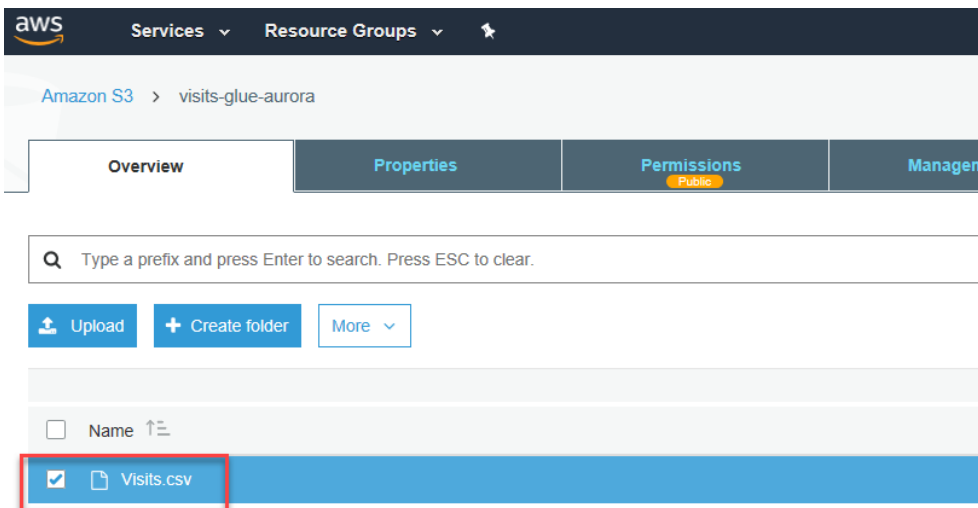 aws Services Resource Groups
Amazon S3 > visits-glue-aurora
Overview Properties Permissions Managem
Public
Type a prefix and press Enter to search. Press ESC to clear.
Upload + Create folder More
Name
Visits.csv